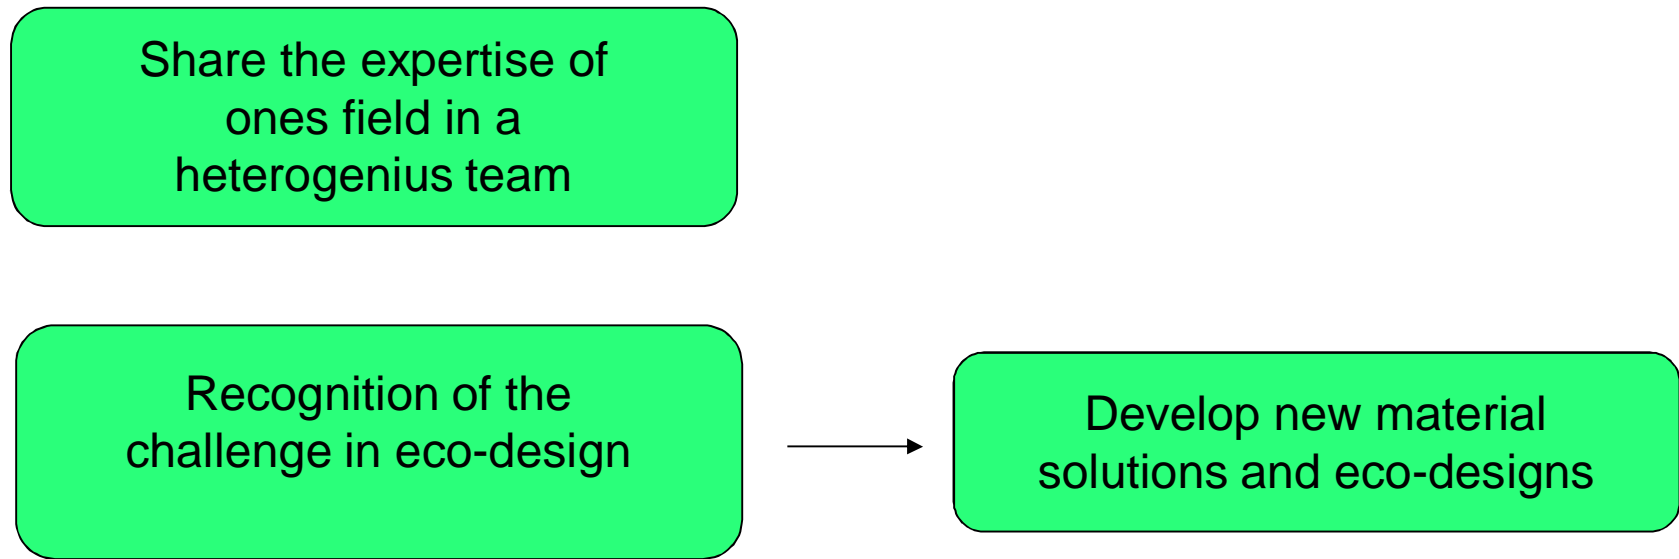 Share the expertise of
ones field in a
heterogenius team
Recognition of the
challenge in eco-design
Develop new material
solutions and eco-designs